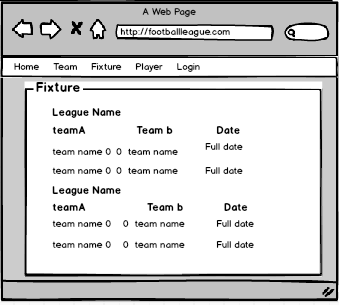 A Web Page
http://footballleague.com
Home Team Fixture Player Login
Fixture
League Name
teamA Team b Date
team name 0 0 team name Full date
team name 0 0 team name Full date
League Name
teamA Team b Date
team name 0 0 team name Full date
team name 0 0 team name Full date